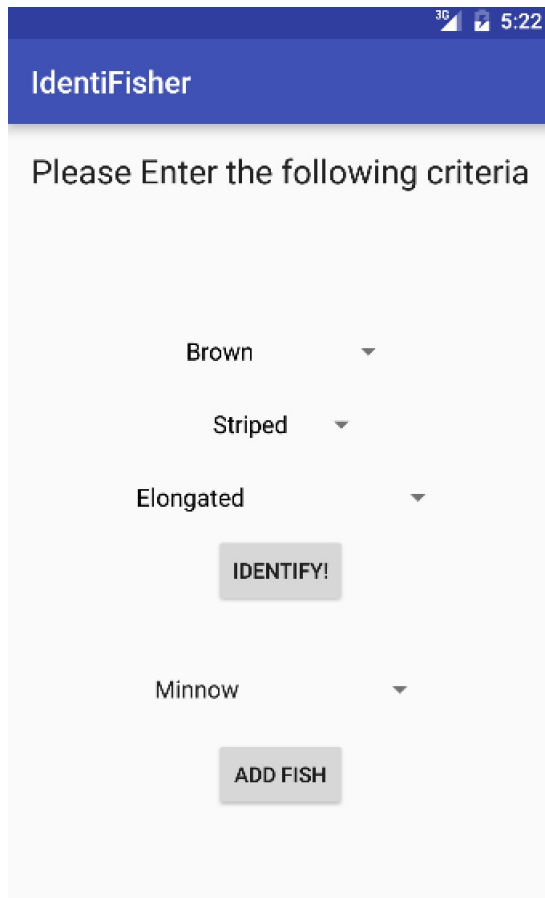 3G 5:22
IdentiFisher
Please Enter the following criteria
Brown
Striped
Elongated
IDENTIFY!
Minnow
ADD FISH